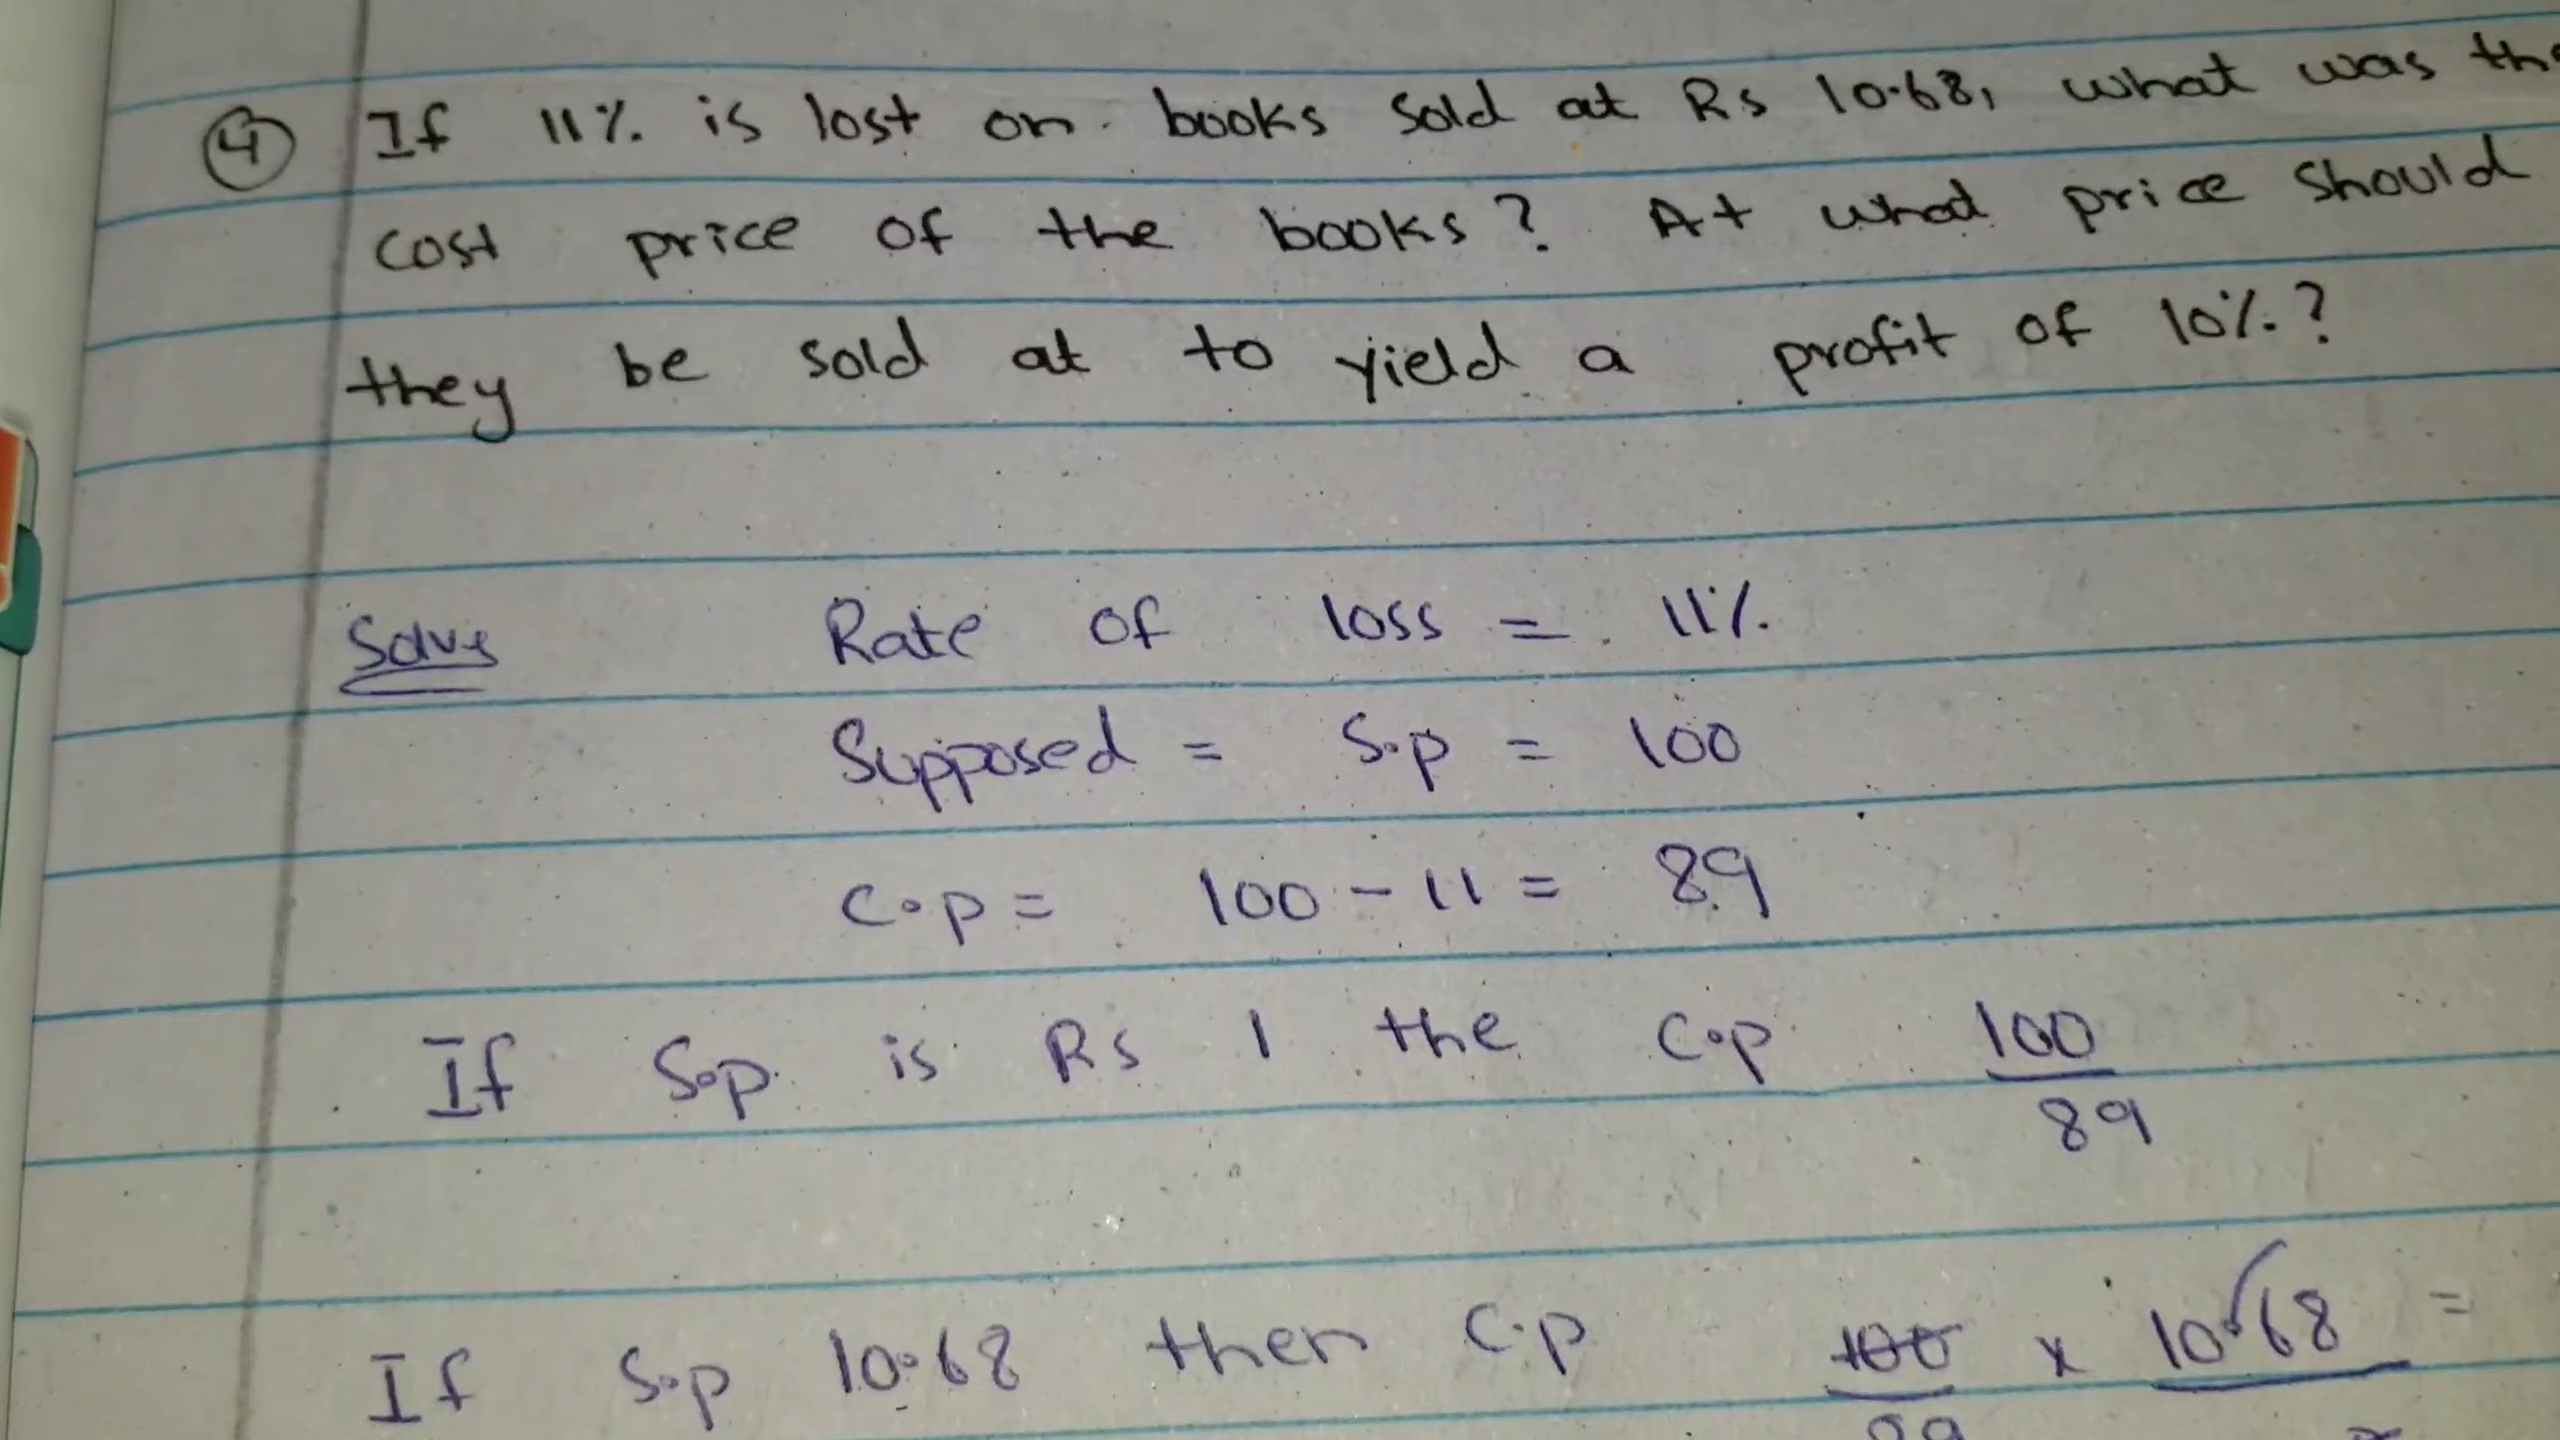 4 If 11% is lost on books sold at Rs 10.68, what was the
cost price of the books? At what price should
they be sold at to yield a profit of 10%?
Rate of loss = 11%
Supposed = S.p = 100
C.p = 100 - 11 = 89
If S.p is Rs 1 the C.p 100/89
If S.p 10.68 then C.p 100/89 x 10.68 =